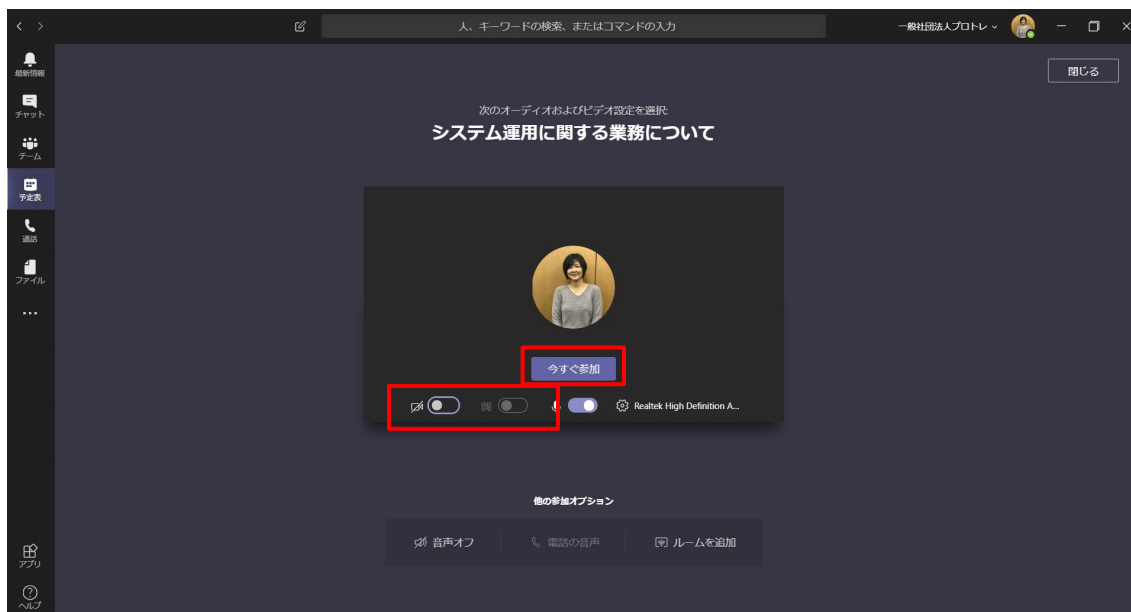 人、キーワードの検索、またはコマンドの入力
一般社団法人プロトレ
最新情報
チャット
チーム
予定表
通話
ファイル
アプリ
ヘルプ
閉じる
次のオーディオおよびビデオ設定を選択:
システム運用に関する業務について
今すぐ参加
Realtek High Definition A...
他の参加オプション
音声オフ
電話の音声
ルームを追加